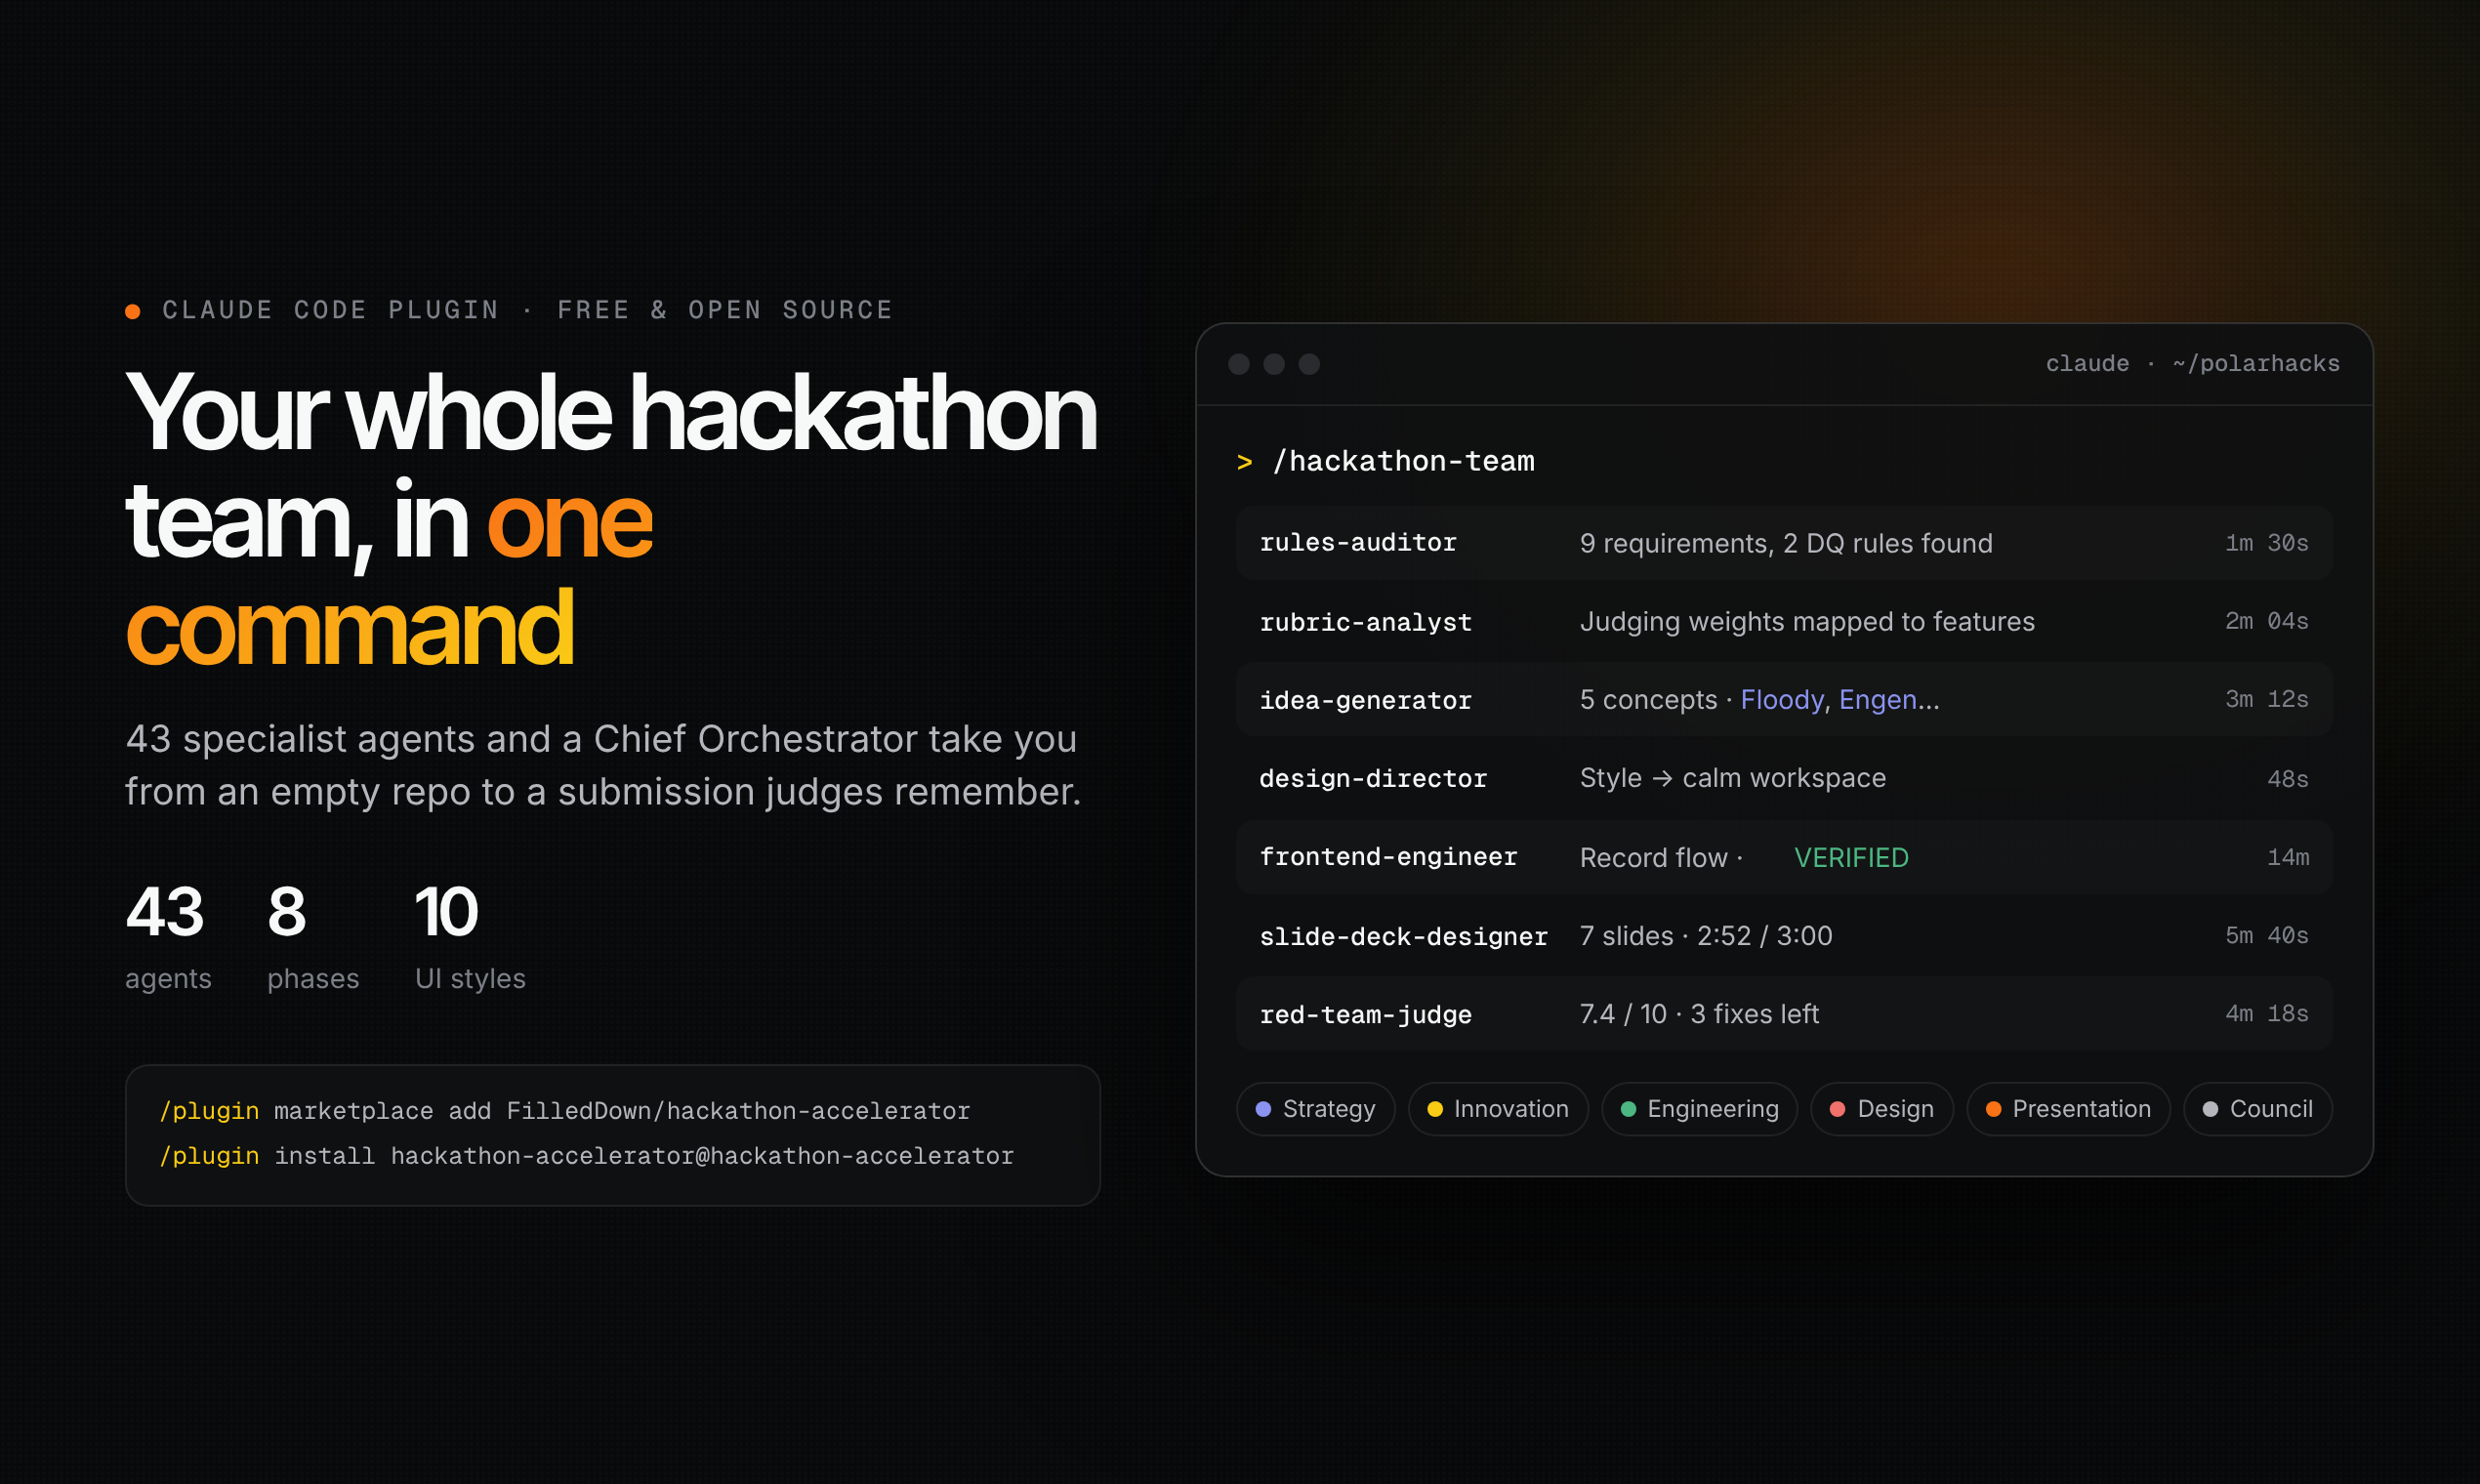 CLAUDE CODE PLUGIN · FREE & OPEN SOURCE
Your whole hackathon
team, in one
command
43 specialist agents and a Chief Orchestrator take you
from an empty repo to a submission judges remember.
43 8 10
agents phases UI styles
/plugin marketplace add FilledDown/hackathon-accelerator
/plugin install hackathon-accelerator@hackathon-accelerator
claude · ~/polarhacks
> /hackathon-team
rules-auditor 9 requirements, 2 DQ rules found 1m 30s
rubric-analyst Judging weights mapped to features 2m 04s
idea-generator 5 concepts · Floody, Engen… 3m 12s
design-director Style → calm workspace 48s
frontend-engineer Record flow · VERIFIED 14m
slide-deck-designer 7 slides · 2:52 / 3:00 5m 40s
red-team-judge 7.4 / 10 · 3 fixes left 4m 18s
Strategy Innovation Engineering Design Presentation Council